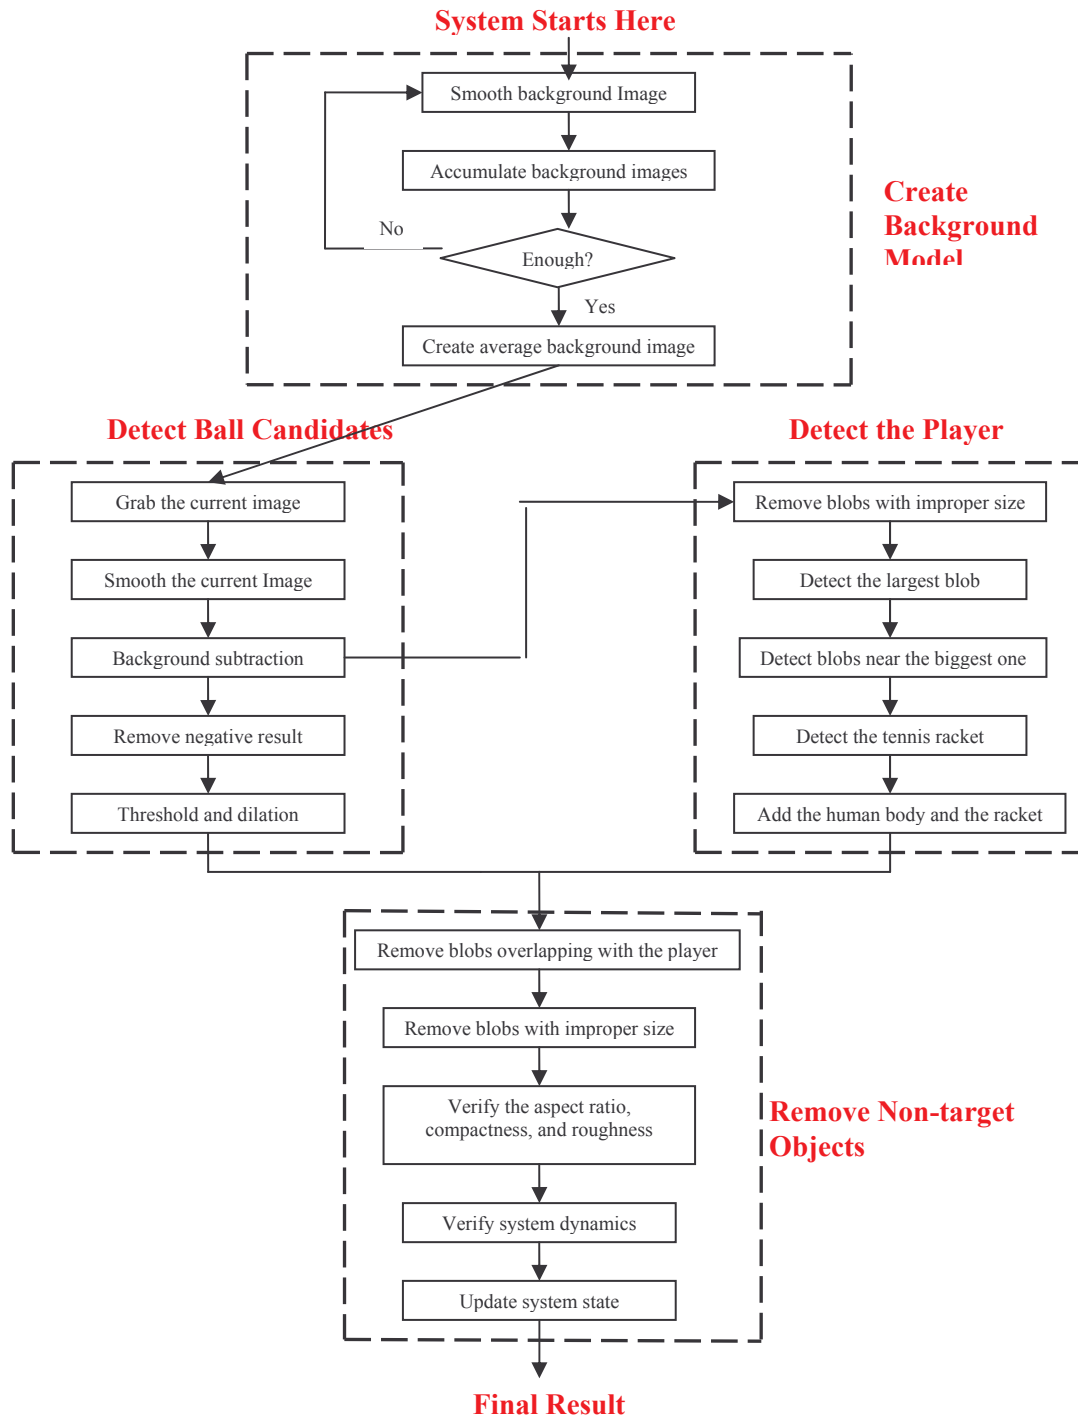 System Starts Here
Smooth background Image
Accumulate background images
Create
Background
Model
No
Enough?
Yes
Create average background image
Detect Ball Candidates
Detect the Player
Grab the current image
Remove blobs with improper size
Smooth the current Image
Detect the largest blob
Background subtraction
Detect blobs near the biggest one
Remove negative result
Detect the tennis racket
Threshold and dilation
Add the human body and the racket
Remove blobs overlapping with the player
Remove blobs with improper size
Verify the aspect ratio,
compactness, and roughness
Remove Non-target
Objects
Verify system dynamics
Update system state
Final Result